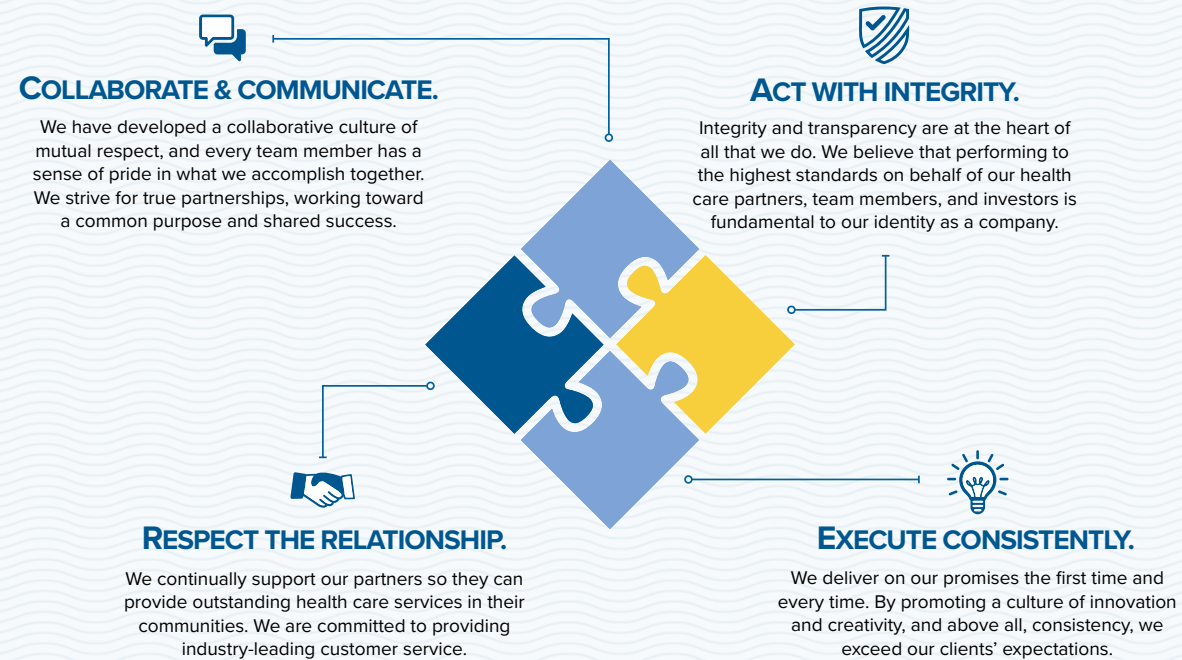 COLLABORATE & COMMUNICATE.
We have developed a collaborative culture of
mutual respect, and every team member has a
sense of pride in what we accomplish together.
We strive for true partnerships, working toward
a common purpose and shared success.
ACT WITH INTEGRITY.
Integrity and transparency are at the heart of
all that we do. We believe that performing to
the highest standards on behalf of our health
care partners, team members, and investors is
fundamental to our identity as a company.
RESPECT THE RELATIONSHIP.
We continually support our partners so they can
provide outstanding health care services in their
communities. We are committed to providing
industry-leading customer service.
EXECUTE CONSISTENTLY.
We deliver on our promises the first time and
every time. By promoting a culture of innovation
and creativity, and above all, consistency, we
exceed our clients’ expectations.